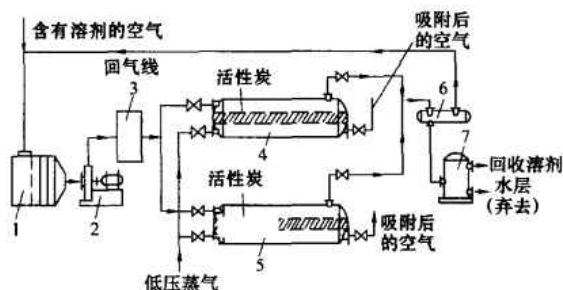 含有溶剂的空气
回气线
吸附后
的空气
3
活性炭
4
6
7
1
2
回收溶剂
水层
(弃去)
活性炭
5
吸附后
的空气
低压蒸气